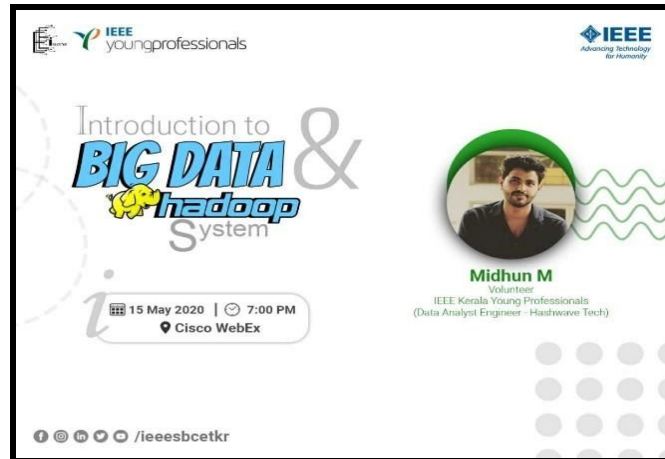 IEEE
youngprofessionals
IEEE
Advancing Technology
for Humanity
Introduction to
&
BIG DATA
hadoop
System
i
15 May 2020 | 7:00 PM
Cisco WebEx
Midhun M
Volunteer
IEEE Kerala Young Professionals
(Data Analyst Engineer - Hashwave Tech)
/ieeesbcetkr